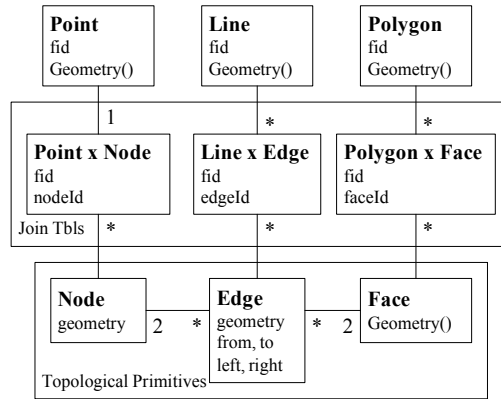 Point
fid
Geometry()
Line
fid
Geometry()
Polygon
fid
Geometry()
1
*
*
Point x Node
fid
nodeId
Line x Edge
fid
edgeId
Polygon x Face
fid
faceId
Join Tbls
*
*
*
Node
geometry
2
*
Edge
geometry
from, to
left, right
*
2
Face
Geometry()
Topological Primitives